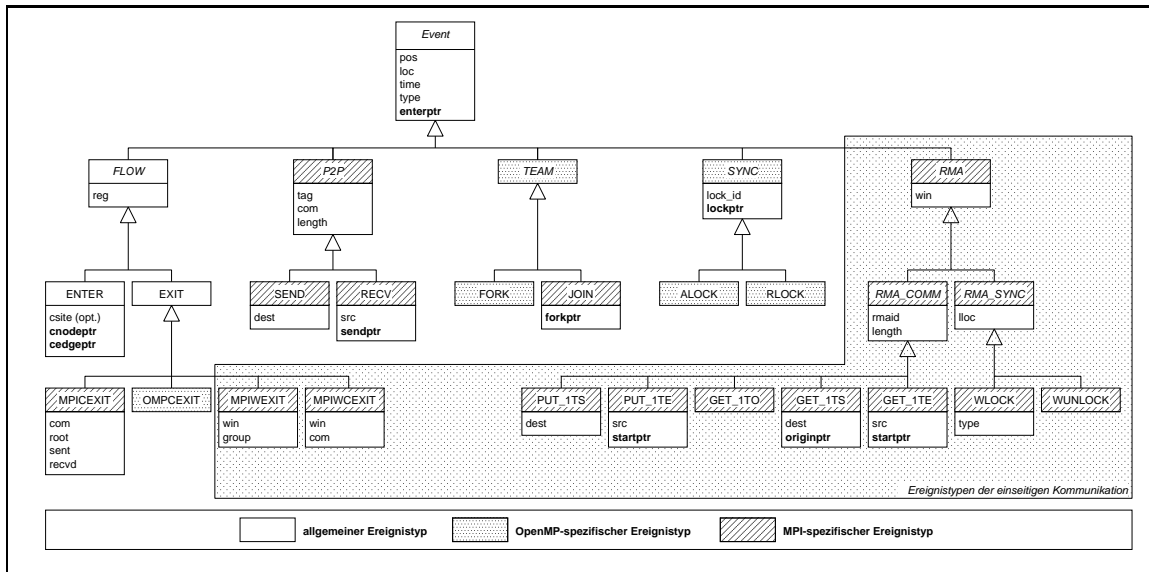 Event
pos
loc
time
type
enterptr
FLOW
reg
P2P
tag
com
length
TEAM
SYNC
lock_id
lockptr
RMA
win
ENTER
csite (opt.)
cnodeptr
cedgeptr
EXIT
SEND
dest
RECV
src
sendptr
FORK
JOIN
forkptr
ALOCK
RLOCK
RMA_COMM
rmaid
length
RMA_SYNC
lloc
MPICEXIT
com
root
sent
recvd
OMPCEXIT
MPIWEXIT
win
group
MPIWCEXIT
win
com
PUT_1TS
dest
PUT_1TE
src
startptr
GET_1TO
GET_1TS
dest
originptr
GET_1TE
src
startptr
WLOCK
type
WUNLOCK
Ereignistypen der einseitigen Kommunikation
allgemeiner Ereignistyp
OpenMP-spezifischer Ereignistyp
MPI-spezifischer Ereignistyp